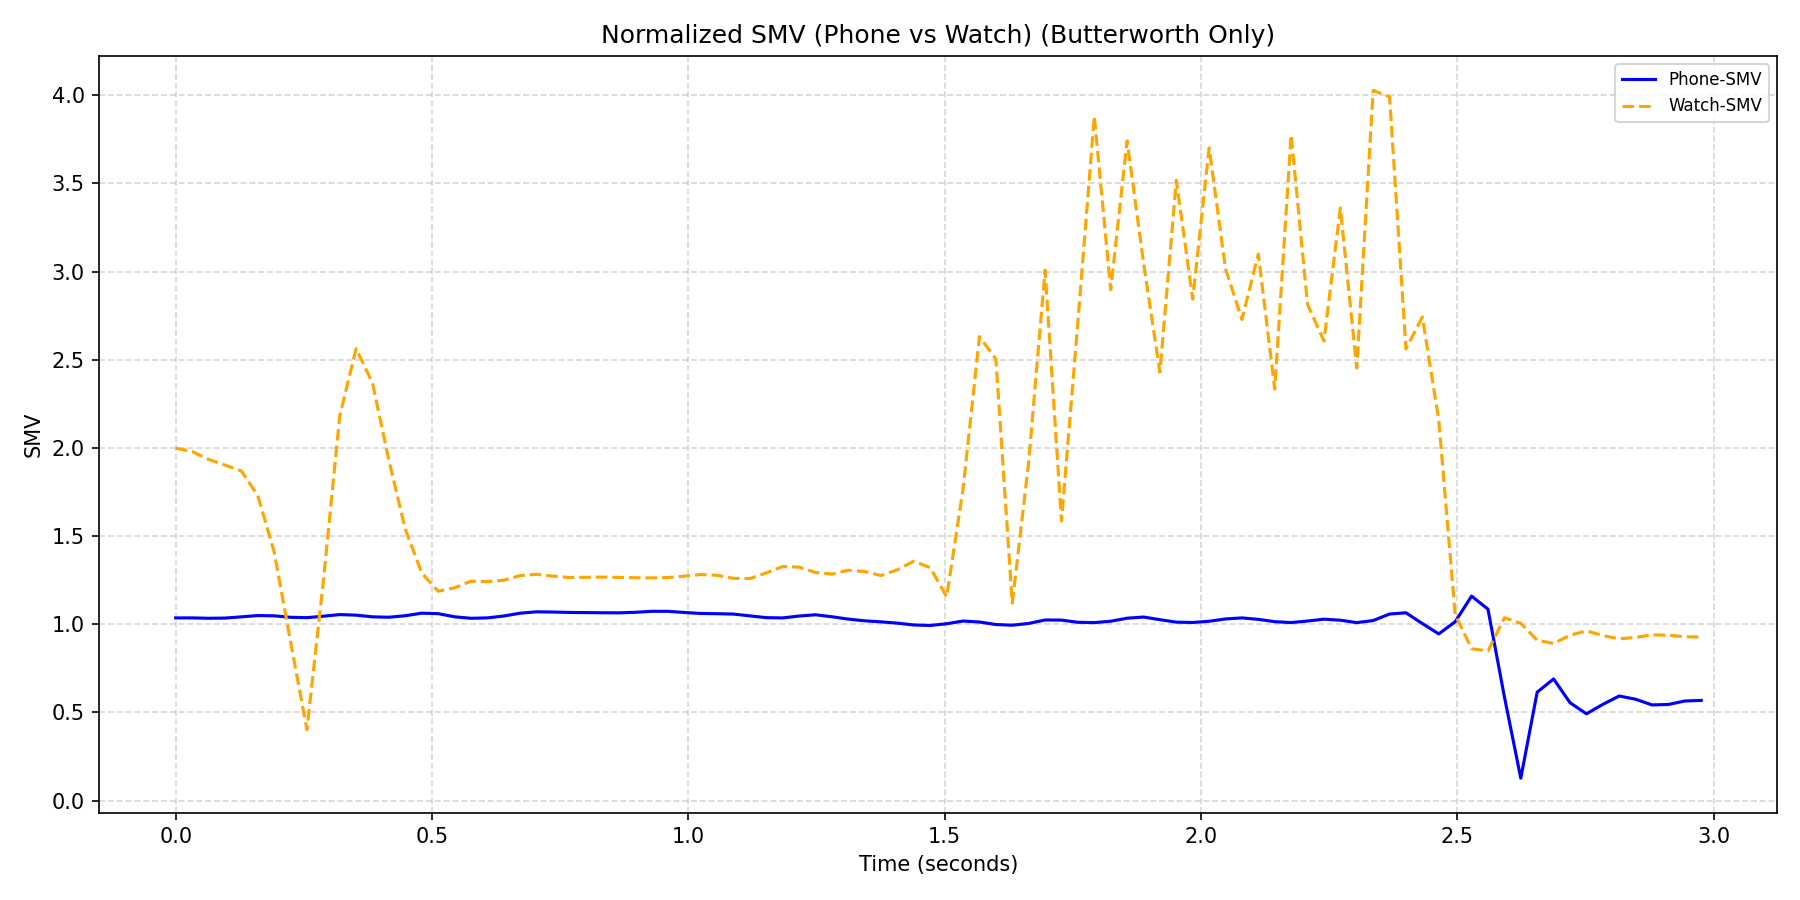 Normalized SMV (Phone vs Watch) (Butterworth Only)
Phone-SMV
Watch-SMV
SMV
4.0
3.5
3.0
2.5
2.0
1.5
1.0
0.5
0.0
0.0 0.5 1.0 1.5 2.0 2.5 3.0
Time (seconds)